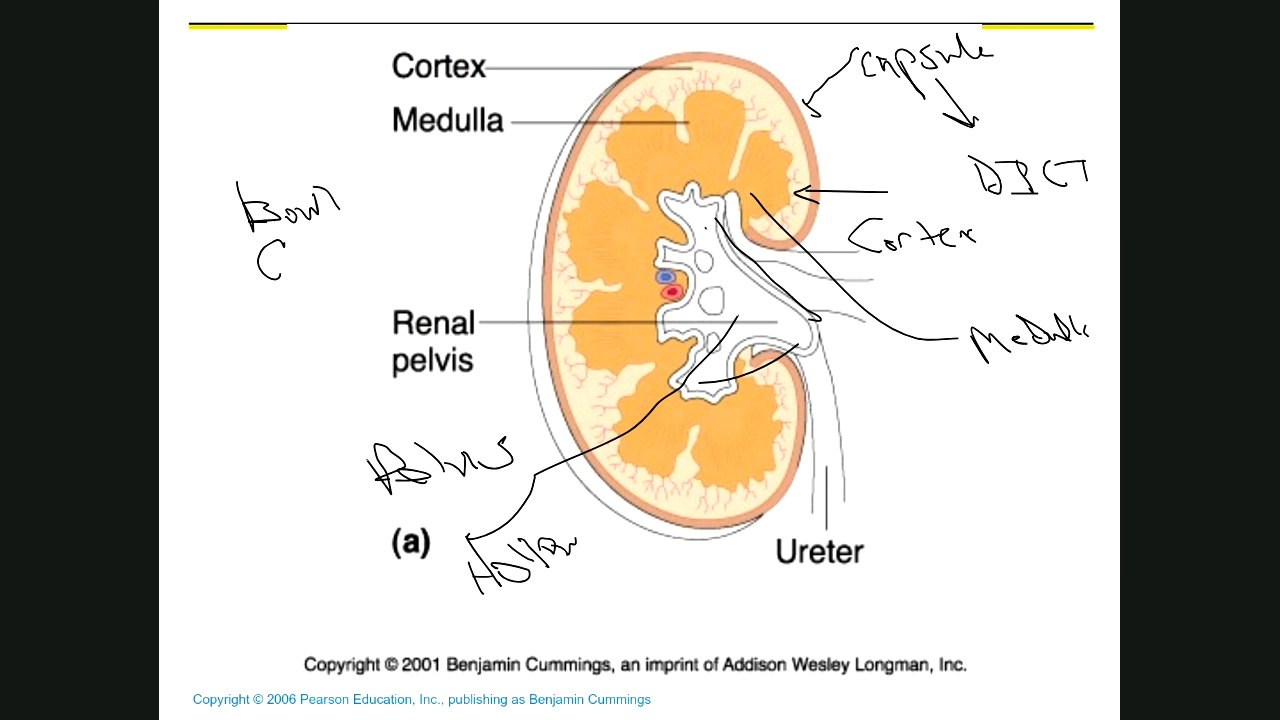 Cortex
capsule
Medulla
DICT
Bowl
C
Cortex
Renal
pelvis
Medulla
Pelvis
(a)
Hollow
Ureter
Copyright © 2001 Benjamin Cummings, an imprint of Addison Wesley Longman, Inc.
Copyright © 2006 Pearson Education, Inc., publishing as Benjamin Cummings